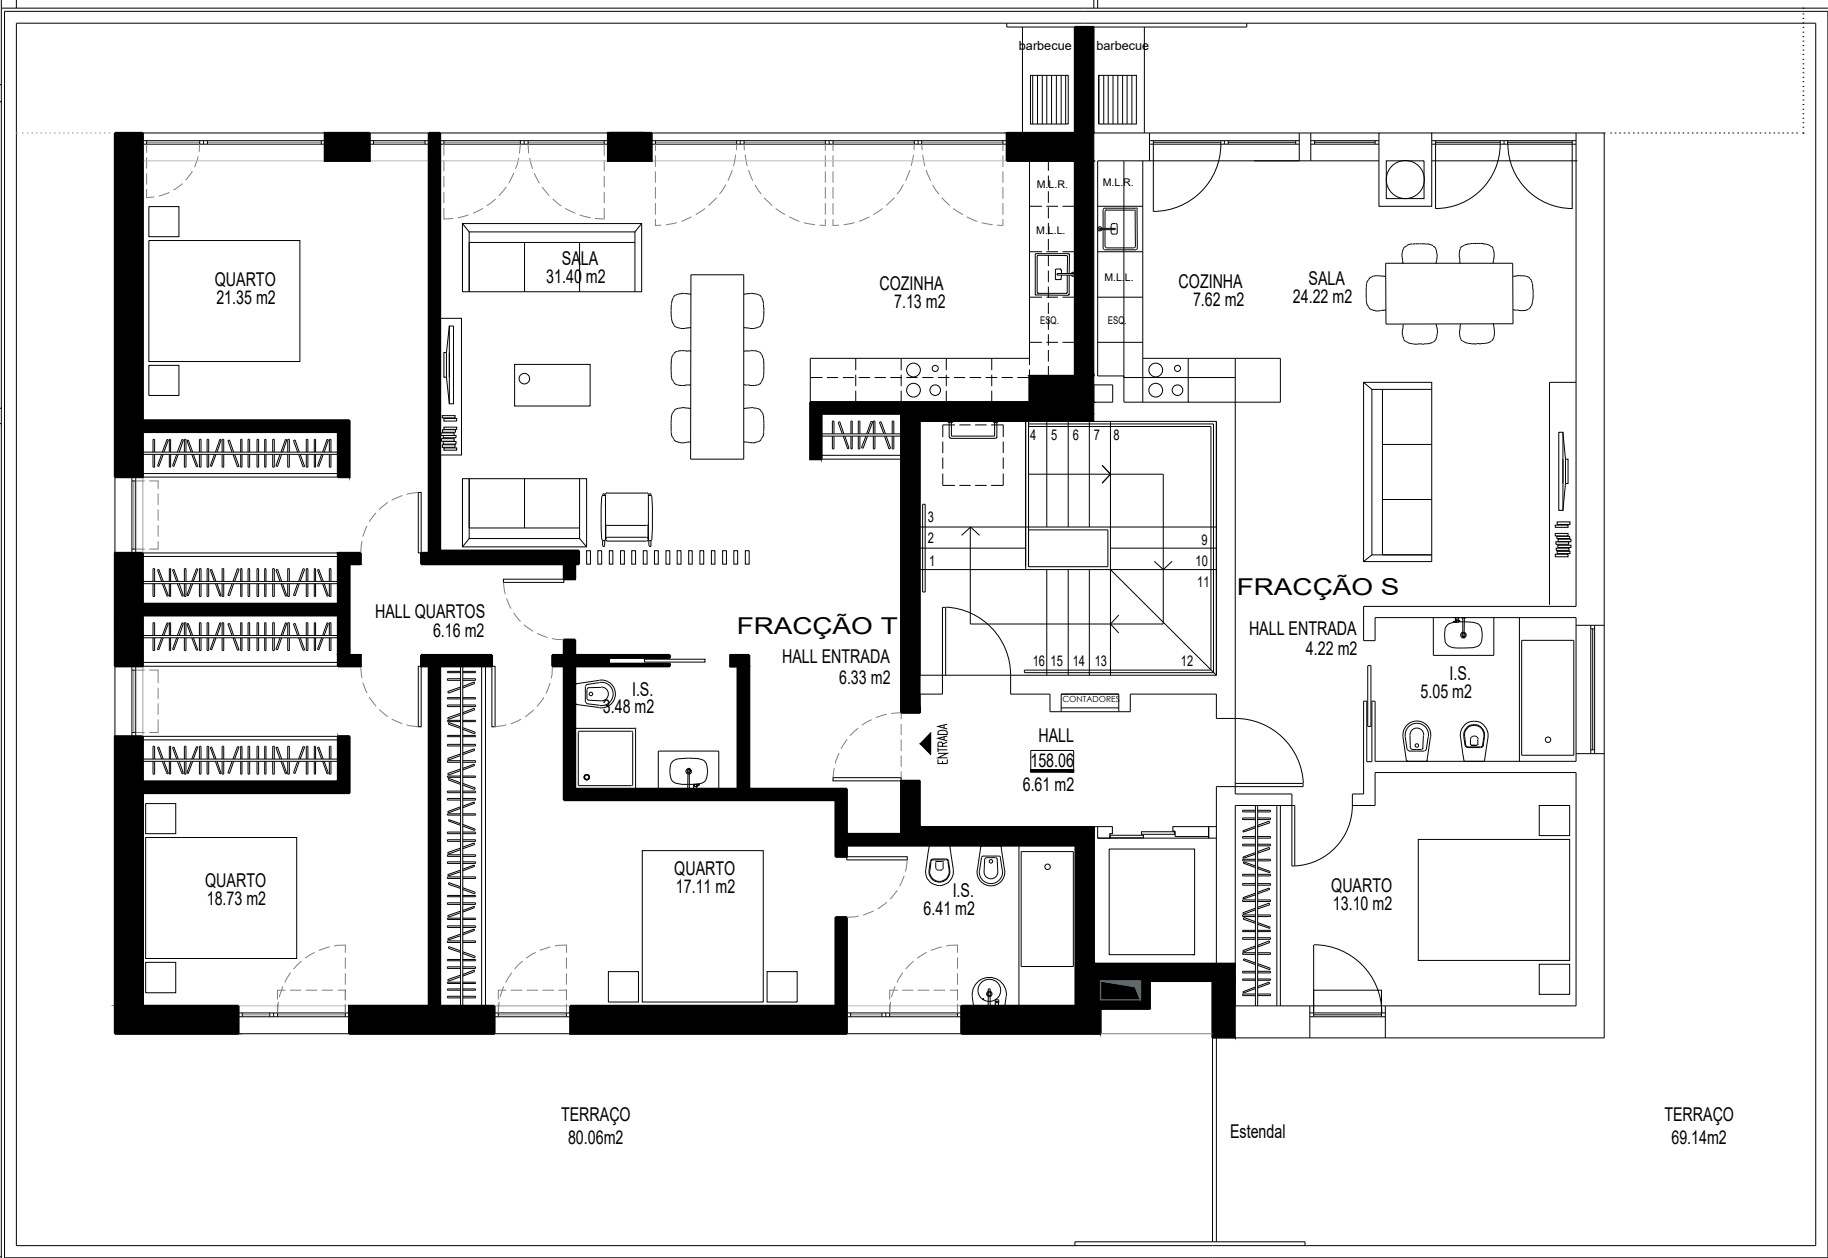 barbecue
barbecue
M.L.R.
M.L.L.
ESQ.
M.L.R.
M.L.L.
ESQ.
QUARTO
21.35 m2
SALA
31.40 m2
COZINHA
7.13 m2
COZINHA
7.62 m2
SALA
24.22 m2
4 5 6 7 8
3
2
1
9
10
11
16 15 14 13
12
HALL QUARTOS
6.16 m2
FRACÇÃO T
HALL ENTRADA
6.33 m2
FRACÇÃO S
HALL ENTRADA
4.22 m2
I.S.
3.48 m2
I.S.
5.05 m2
CONTADORES
ENTRADA
HALL
158.06
6.61 m2
QUARTO
18.73 m2
QUARTO
17.11 m2
I.S.
6.41 m2
QUARTO
13.10 m2
TERRAÇO
80.06m2
Estendal
TERRAÇO
69.14m2